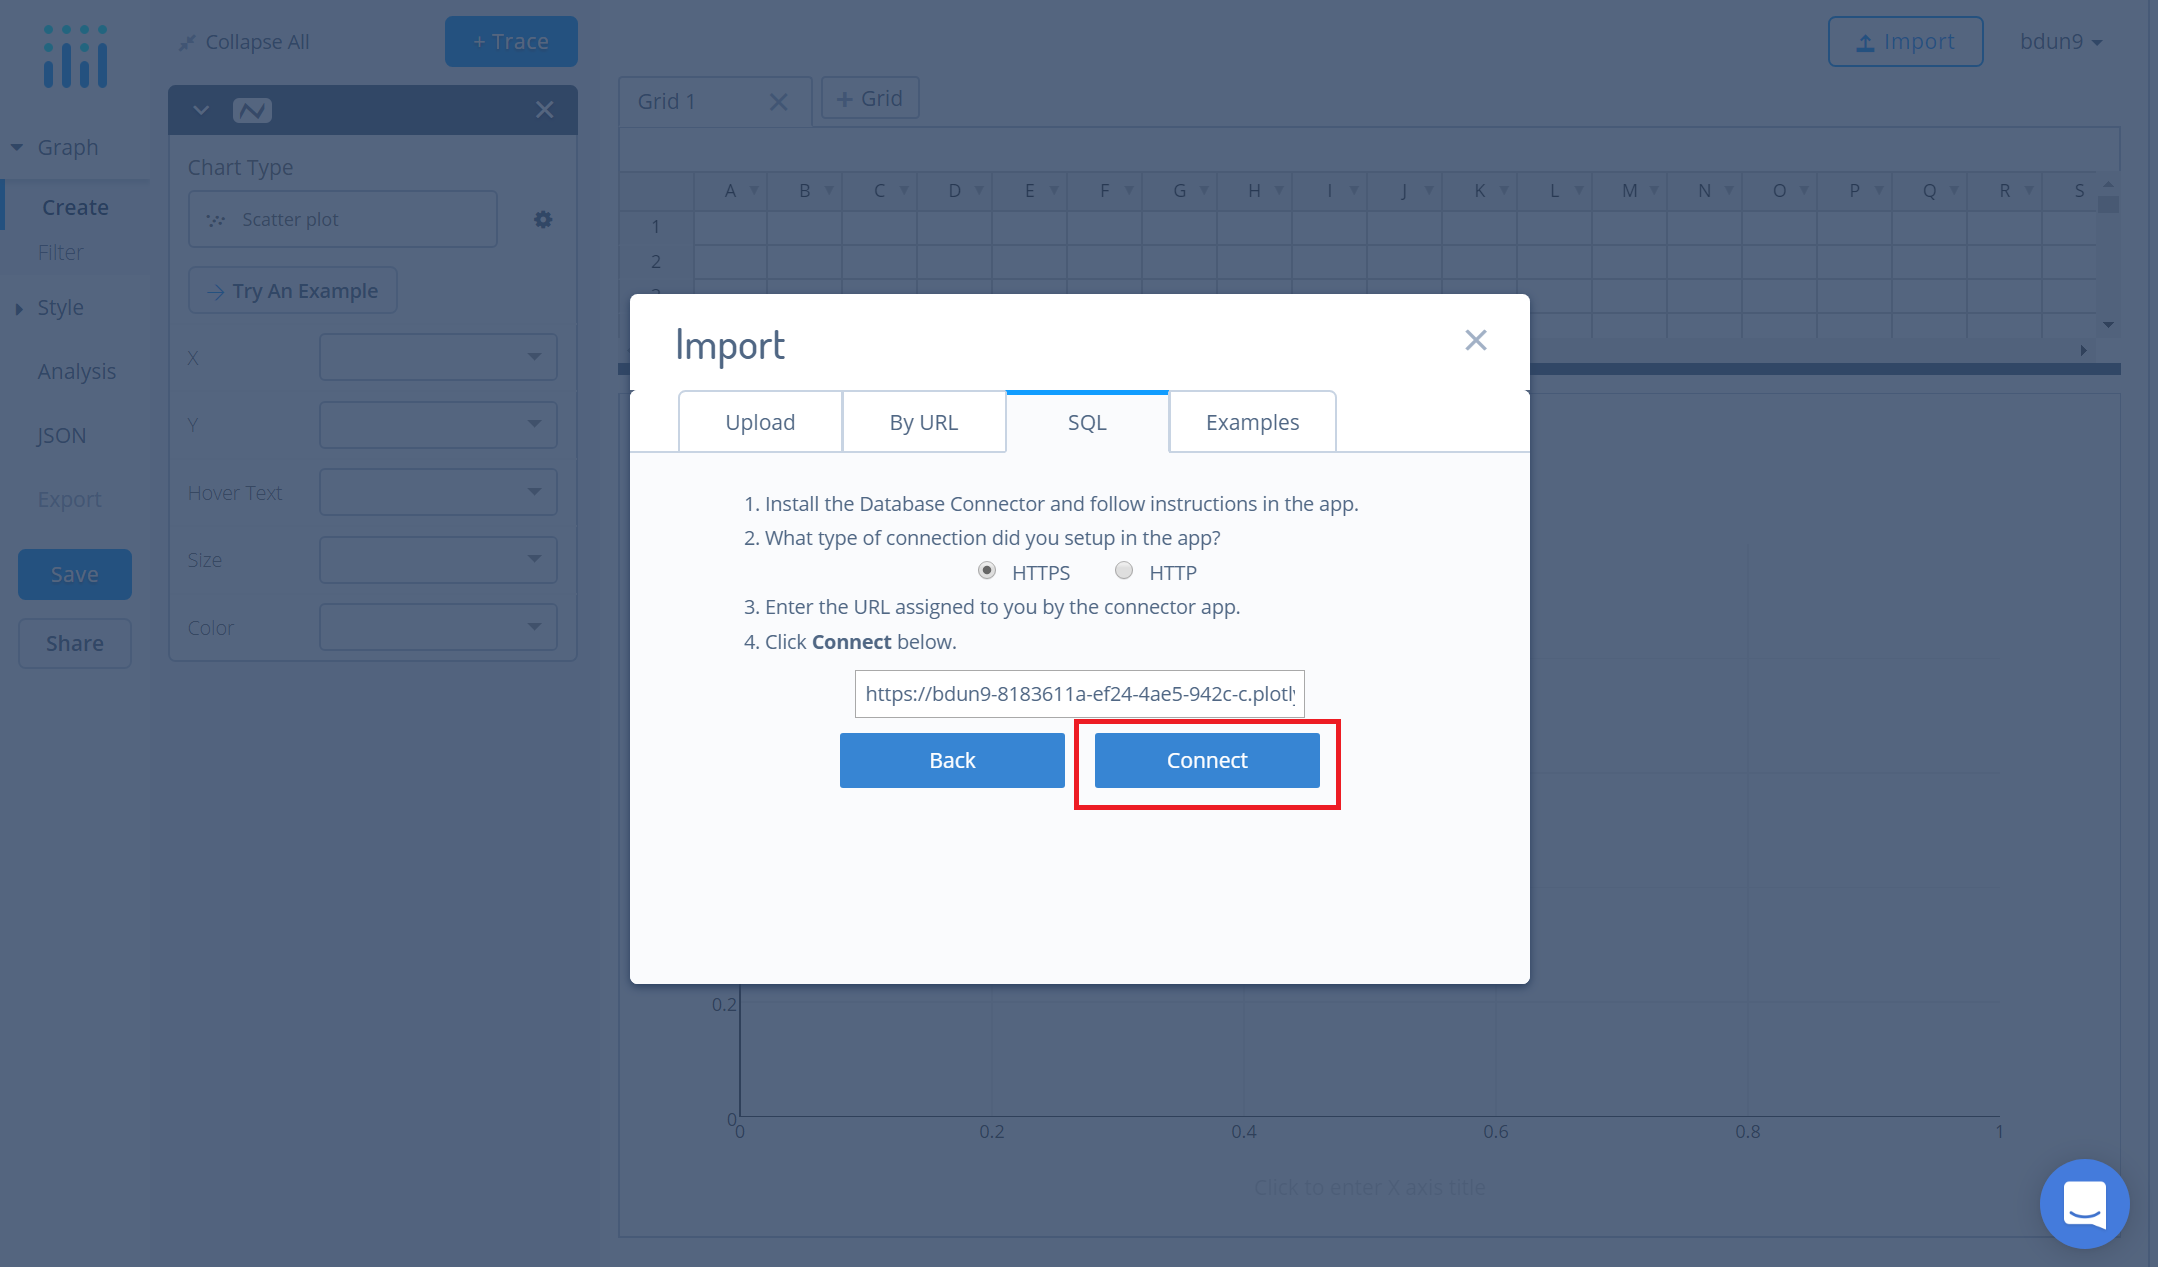 Collapse All
+ Trace
Import
bdun9
Grid 1
+ Grid
Graph
Chart Type
A B C D E F G H I J K L M N O P Q R S
Create
Scatter plot
1
Filter
2
Try An Example
Style
X
Analysis
Y
JSON
Hover Text
Export
Size
Save
Color
Share
Import
Upload
By URL
SQL
Examples
1. Install the Database Connector and follow instructions in the app.
2. What type of connection did you setup in the app?
HTTPS
HTTP
3. Enter the URL assigned to you by the connector app.
4. Click Connect below.
https://bdun9-8183611a-ef24-4ae5-942c-c.plotly
Back
Connect
0.2
0
0 0.2 0.4 0.6 0.8 1
Click to enter X axis title